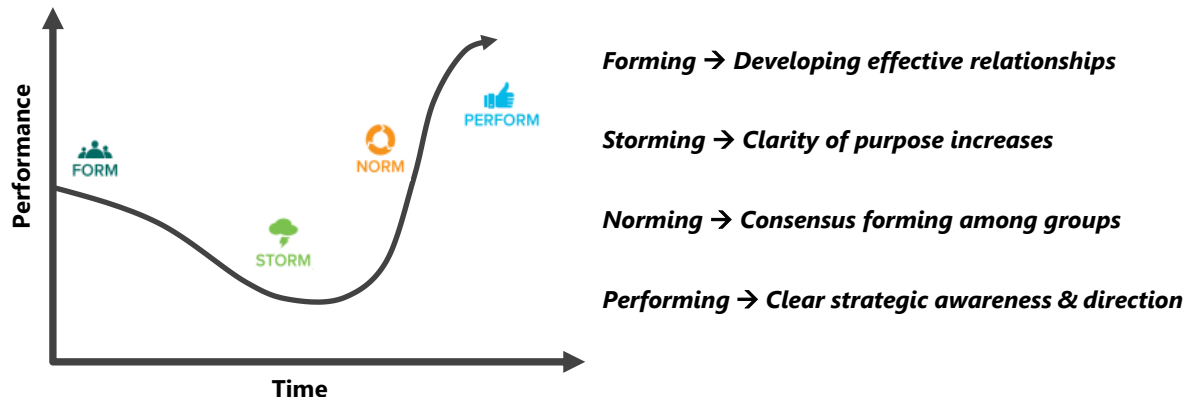 Performance
FORM
STORM
NORM
PERFORM
Time
Forming → Developing effective relationships
Storming → Clarity of purpose increases
Norming → Consensus forming among groups
Performing → Clear strategic awareness & direction